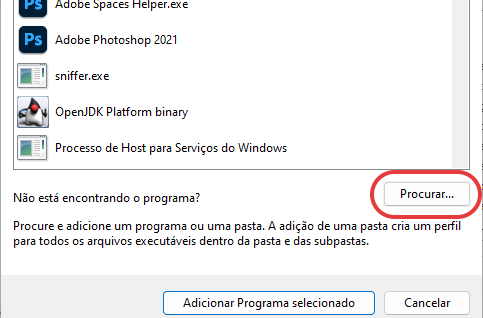 Adobe Spaces Helper.exe
Ps
Adobe Photoshop 2021
sniffer.exe
OpenJDK Platform binary
Processo de Host para Serviços do Windows
Não está encontrando o programa?
Procurar...
Procure e adicione um programa ou uma pasta. A adição de uma pasta cria um perfil
para todos os arquivos executáveis dentro da pasta e das subpastas.
Adicionar Programa selecionado
Cancelar